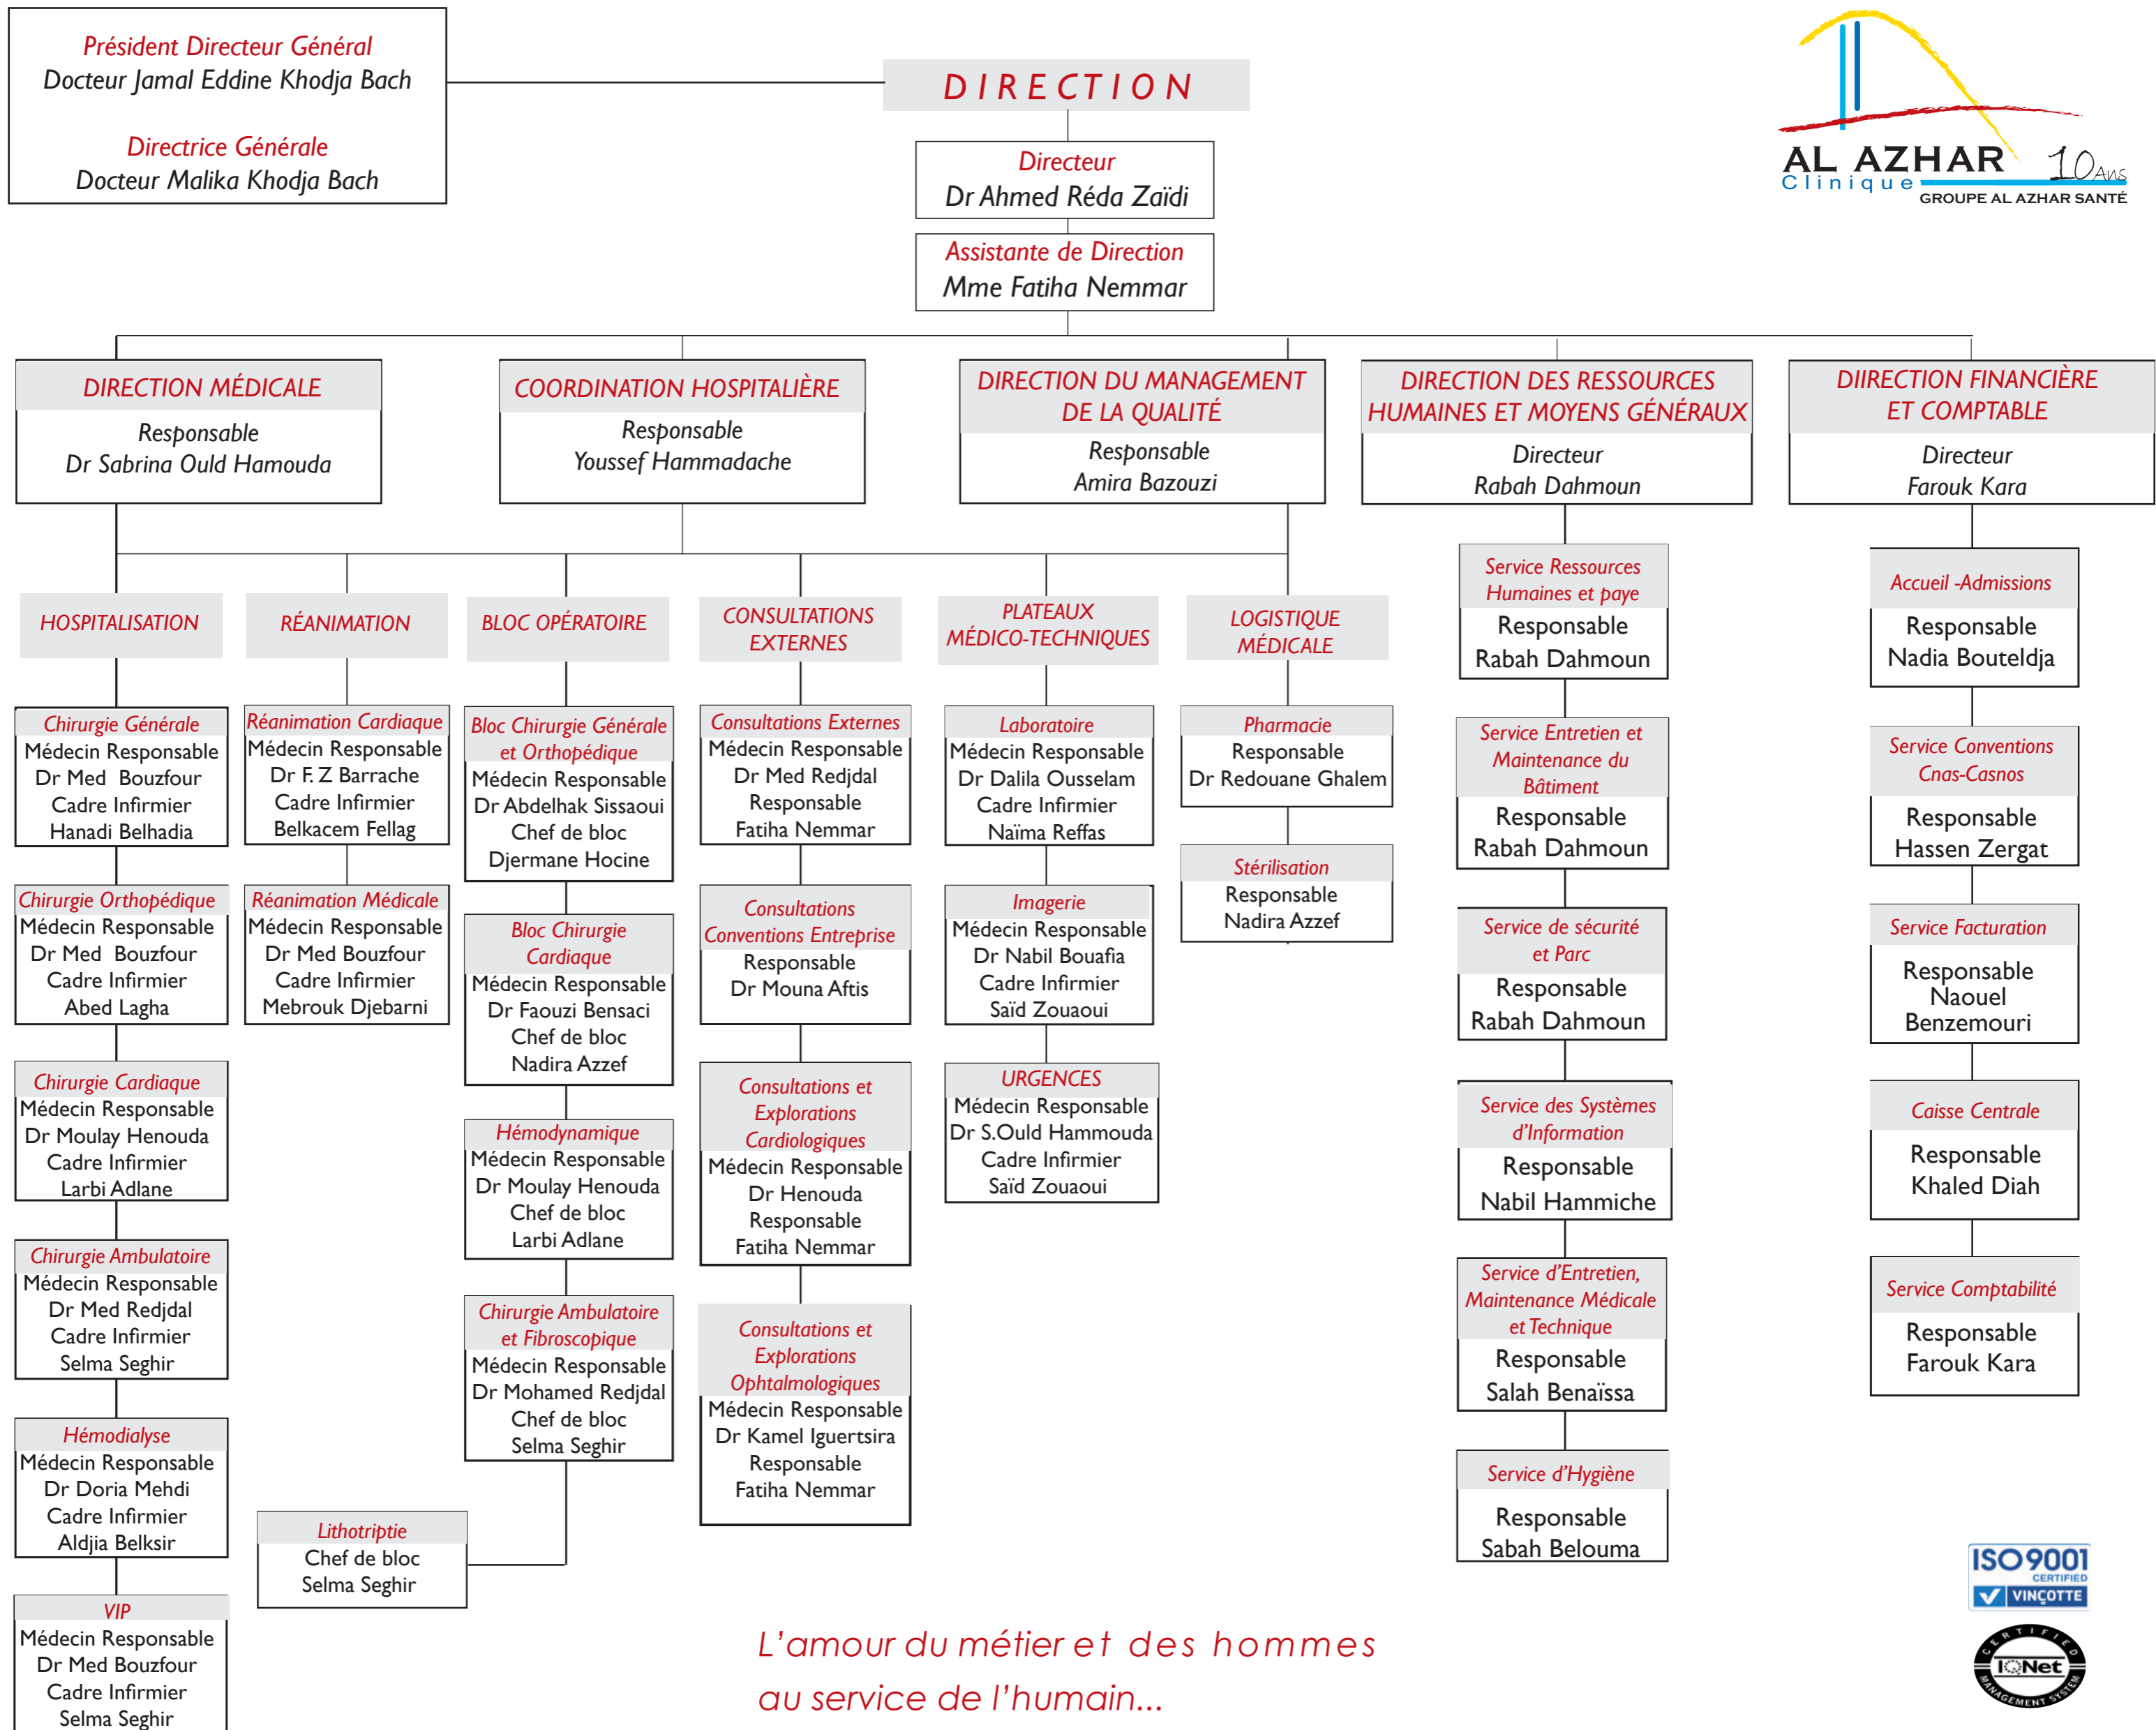 Président Directeur Général
Docteur Jamal Eddine Khodja Bach
Directrice Générale
Docteur Malika Khodja Bach
DIRECTION
Directeur
Dr Ahmed Réda Zaïdi
Assistante de Direction
Mme Fatiha Nemmar
AL AZHAR
10 Ans
Clinique
GROUPE AL AZHAR SANTÉ
DIRECTION MÉDICALE
Responsable
Dr Sabrina Ould Hamouda
COORDINATION HOSPITALIÈRE
Responsable
Youssef Hammadache
DIRECTION DU MANAGEMENT
DE LA QUALITÉ
Responsable
Amira Bazouzi
DIRECTION DES RESSOURCES
HUMAINES ET MOYENS GÉNÉRAUX
Directeur
Rabah Dahmoun
DIIRECTION FINANCIÈRE
ET COMPTABLE
Directeur
Farouk Kara
HOSPITALISATION
Chirurgie Générale
Médecin Responsable
Dr Med Bouzfour
Cadre Infirmier
Hanadi Belhadia
Chirurgie Orthopédique
Médecin Responsable
Dr Med Bouzfour
Cadre Infirmier
Abed Lagha
Chirurgie Cardiaque
Médecin Responsable
Dr Moulay Henouda
Cadre Infirmier
Larbi Adlane
Chirurgie Ambulatoire
Médecin Responsable
Dr Med Redjdal
Cadre Infirmier
Selma Seghir
Hémodialyse
Médecin Responsable
Dr Doria Mehdi
Cadre Infirmier
Aldjia Belksir
VIP
Médecin Responsable
Dr Med Bouzfour
Cadre Infirmier
Selma Seghir
RÉANIMATION
Réanimation Cardiaque
Médecin Responsable
Dr F. Z Barrache
Cadre Infirmier
Belkacem Fellag
Réanimation Médicale
Médecin Responsable
Dr Med Bouzfour
Cadre Infirmier
Mebrouk Djebarni
BLOC OPÉRATOIRE
Bloc Chirurgie Générale
et Orthopédique
Médecin Responsable
Dr Abdelhak Sissaoui
Chef de bloc
Djermane Hocine
Bloc Chirurgie
Cardiaque
Médecin Responsable
Dr Faouzi Bensaci
Chef de bloc
Nadira Azzef
Hémodynamique
Médecin Responsable
Dr Moulay Henouda
Chef de bloc
Larbi Adlane
Chirurgie Ambulatoire
et Fibroscopique
Médecin Responsable
Dr Mohamed Redjdal
Chef de bloc
Selma Seghir
Lithotriptie
Chef de bloc
Selma Seghir
CONSULTATIONS
EXTERNES
Consultations Externes
Médecin Responsable
Dr Med Redjdal
Responsable
Fatiha Nemmar
Consultations
Conventions Entreprise
Responsable
Dr Mouna Aftis
Consultations et
Explorations
Cardiologiques
Médecin Responsable
Dr Henouda
Responsable
Fatiha Nemmar
Consultations et
Explorations
Ophtalmologiques
Médecin Responsable
Dr Kamel Iguertsira
Responsable
Fatiha Nemmar
PLATEAUX
MÉDICO-TECHNIQUES
Laboratoire
Médecin Responsable
Dr Dalila Ousselam
Cadre Infirmier
Naïma Reffas
Imagerie
Médecin Responsable
Dr Nabil Bouafia
Cadre Infirmier
Saïd Zouaoui
URGENCES
Médecin Responsable
Dr S.Ould Hammouda
Cadre Infirmier
Saïd Zouaoui
LOGISTIQUE
MÉDICALE
Pharmacie
Responsable
Dr Redouane Ghalem
Stérilisation
Responsable
Nadira Azzef
Service Ressources
Humaines et paye
Responsable
Rabah Dahmoun
Service Entretien et
Maintenance du
Bâtiment
Responsable
Rabah Dahmoun
Service de sécurité
et Parc
Responsable
Rabah Dahmoun
Service des Systèmes
d'Information
Responsable
Nabil Hammiche
Service d'Entretien,
Maintenance Médicale
et Technique
Responsable
Salah Benaïssa
Service d'Hygiène
Responsable
Sabah Belouma
Accueil -Admissions
Responsable
Nadia Bouteldja
Service Conventions
Cnas-Casnos
Responsable
Hassen Zergat
Service Facturation
Responsable
Naouel
Benzemouri
Caisse Centrale
Responsable
Khaled Diah
Service Comptabilité
Responsable
Farouk Kara
L'amour du métier et des hommes
au service de l'humain...
ISO 9001
CERTIFIED
VINÇOTTE
CERTIFIED
IQNet
MANAGEMENT SYSTEM